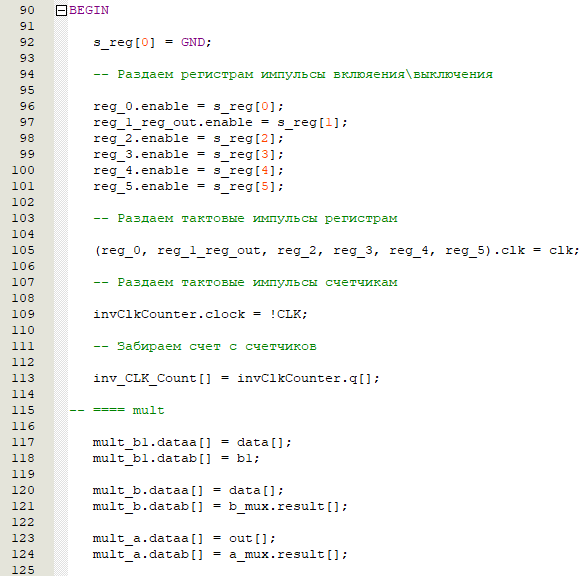 90 BEGIN
91
92 s_reg[0] = GND;
93
94 -- Раздаем регистрам импульсы вклюяения\выключения
95
96 reg_0.enable = s_reg[0];
97 reg_1_reg_out.enable = s_reg[1];
98 reg_2.enable = s_reg[2];
99 reg_3.enable = s_reg[3];
100 reg_4.enable = s_reg[4];
101 reg_5.enable = s_reg[5];
102
103 -- Раздаем тактовые импульсы регистрам
104
105 (reg_0, reg_1_reg_out, reg_2, reg_3, reg_4, reg_5).clk = clk;
106
107 -- Раздаем тактовые импульсы счетчикам
108
109 invClkCounter.clock = !CLK;
110
111 -- Забираем счет с счетчиков
112
113 inv_CLK_Count[] = invClkCounter.q[];
114
115 -- ==== mult
116
117 mult_b1.dataa[] = data[];
118 mult_b1.datab[] = b1;
119
120 mult_b.dataa[] = data[];
121 mult_b.datab[] = b_mux.result[];
122
123 mult_a.dataa[] = out[];
124 mult_a.datab[] = a_mux.result[];
125